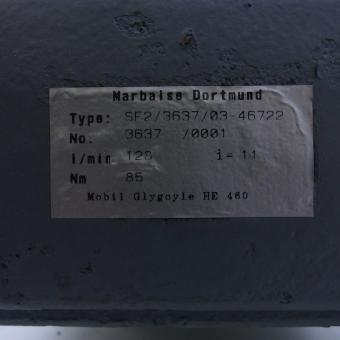 Marbaise Dortmund
Type: SF2/3637/03-46722
No. 3637 /0001
1/min 128 i= 11
Nm 85
Mobil Glygoyle HE 460